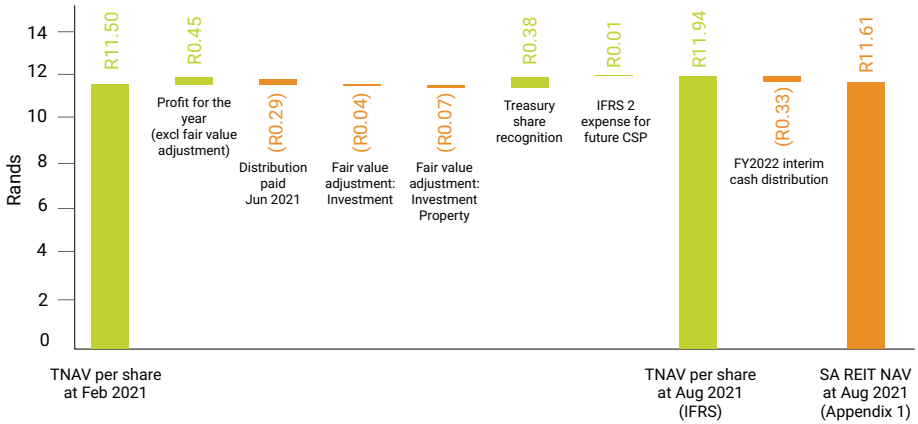 Rands
14
12
10
8
6
4
2
0
R11.50
TNAV per share
at Feb 2021
R0.45
Profit for the
year
(excl fair value
adjustment)
(R0.29)
Distribution
paid
Jun 2021
(R0.04)
Fair value
adjustment:
Investment
(R0.07)
Fair value
adjustment:
Investment
Property
R0.38
Treasury
share
recognition
R0.01
IFRS 2
expense for
future CSP
R11.94
TNAV per share
at Aug 2021
(IFRS)
(R0.33)
FY2022 interim
cash distribution
R11.61
SA REIT NAV
at Aug 2021
(Appendix 1)